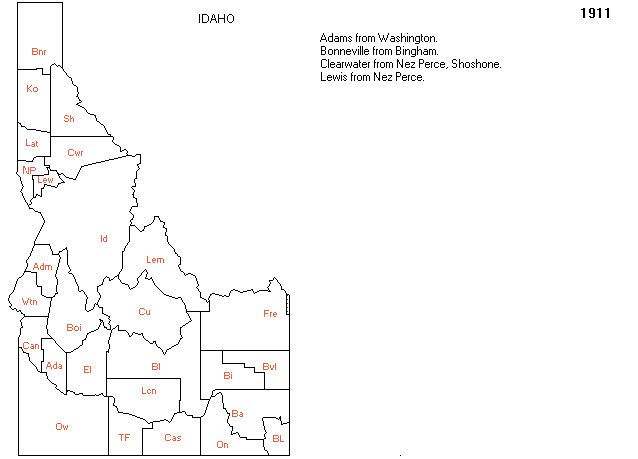 IDAHO
1911
Adams from Washington.
Bonneville from Bingham.
Clearwater from Nez Perce, Shoshone.
Lewis from Nez Perce.
Bnr
Ko
Sh
Lat
Cwr
NP
Lew
Id
Lem
Adm
Wtn
Cu
Fre
Boi
Can
Ada
El
Bl
Bi
Bvl
Lcn
Ba
Ow
TF
Cas
On
BL